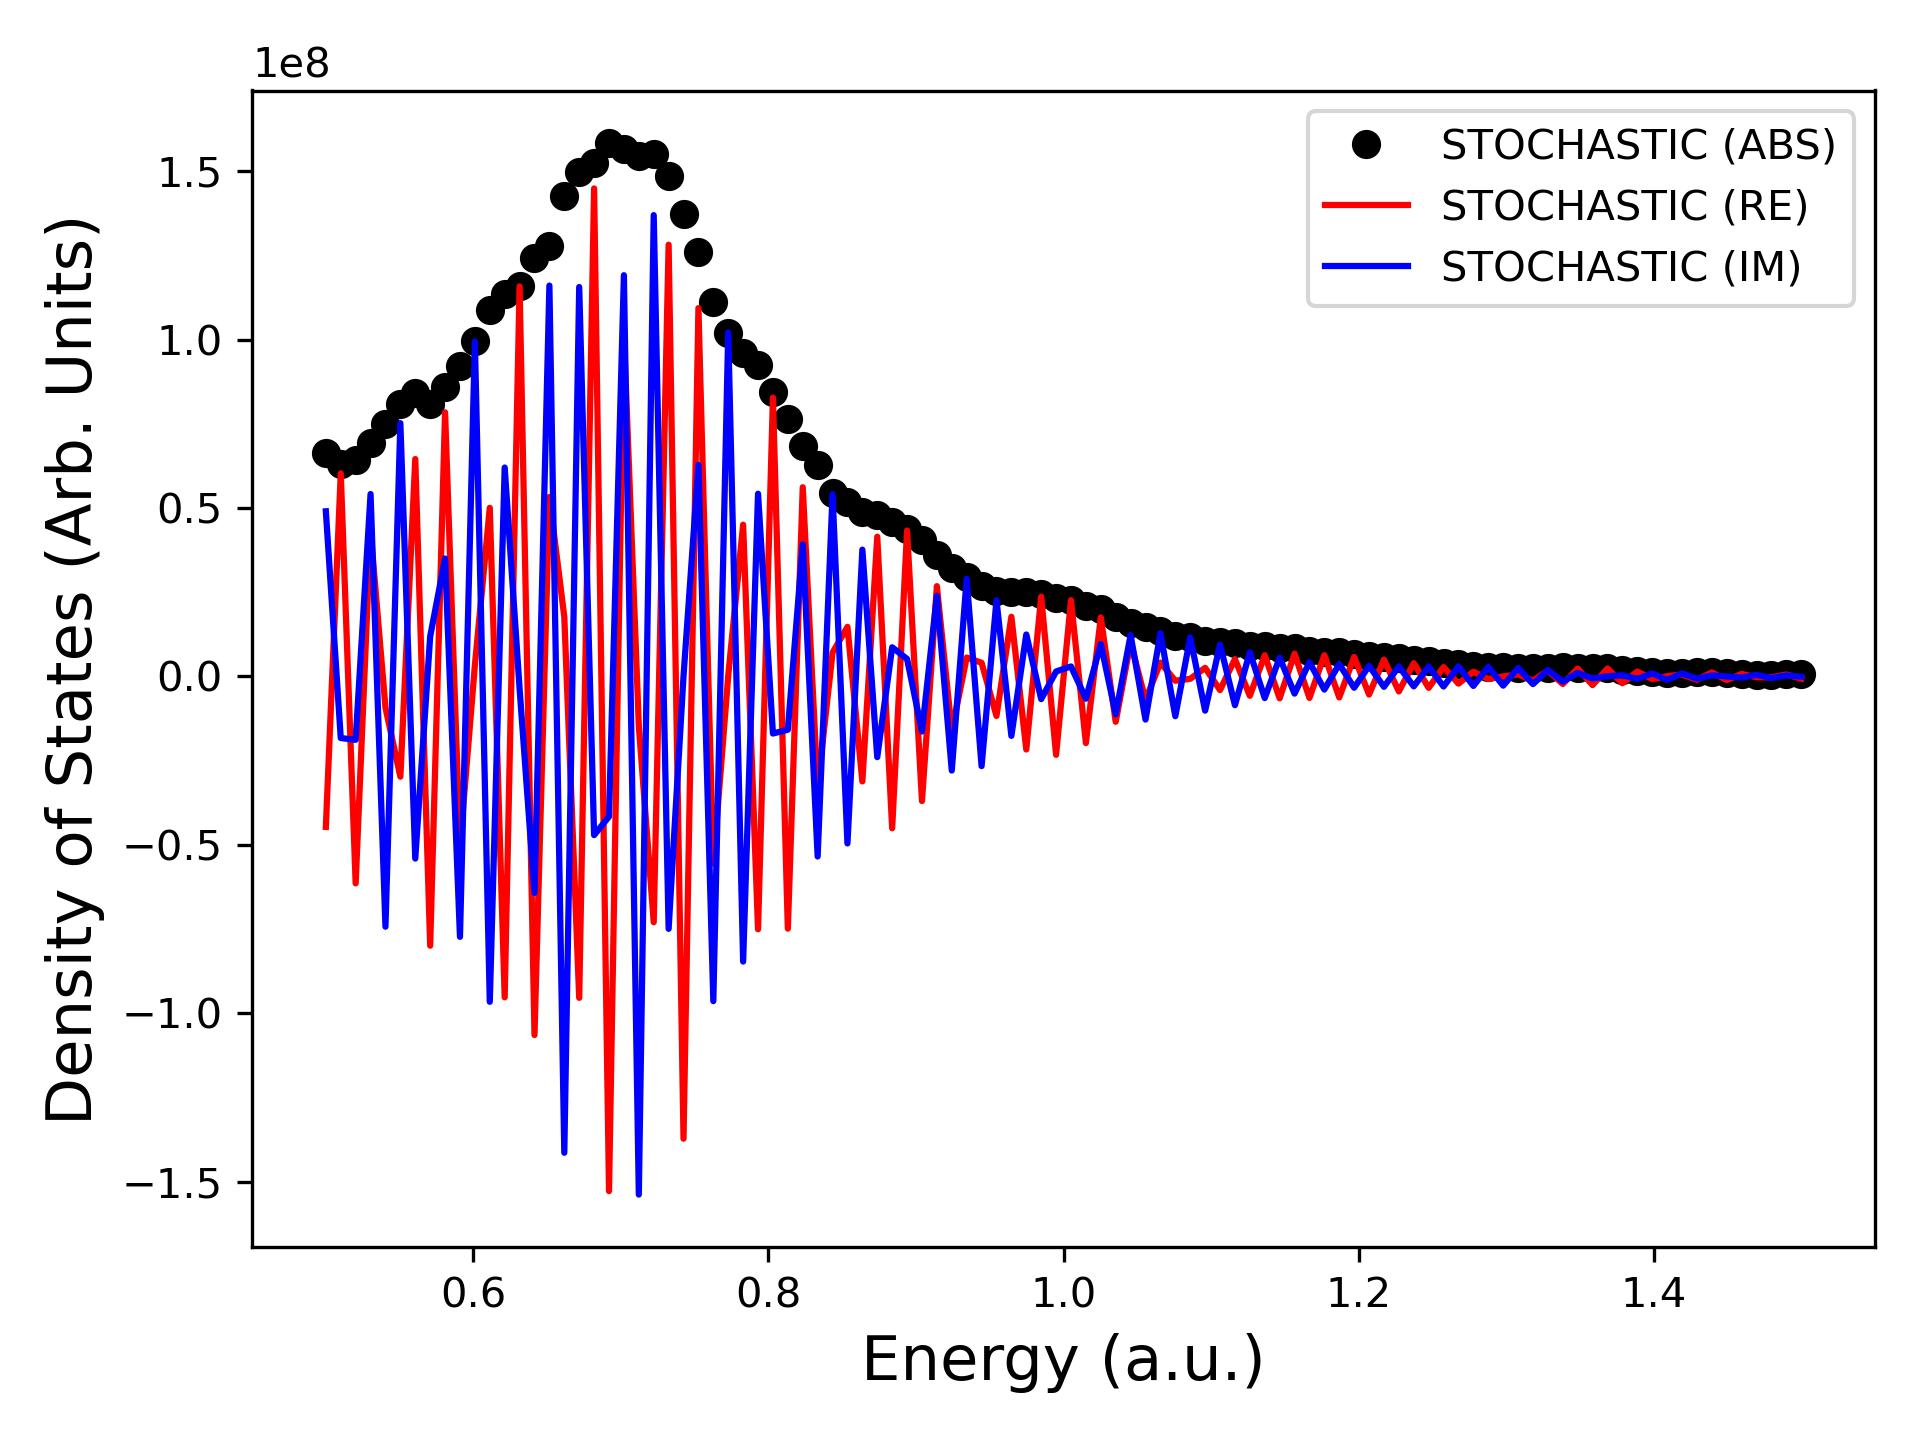 1e8
STOCHASTIC (ABS)
STOCHASTIC (RE)
STOCHASTIC (IM)
Density of States (Arb. Units)
1.5
1.0
0.5
0.0
−0.5
−1.0
−1.5
0.6
0.8
1.0
1.2
1.4
Energy (a.u.)